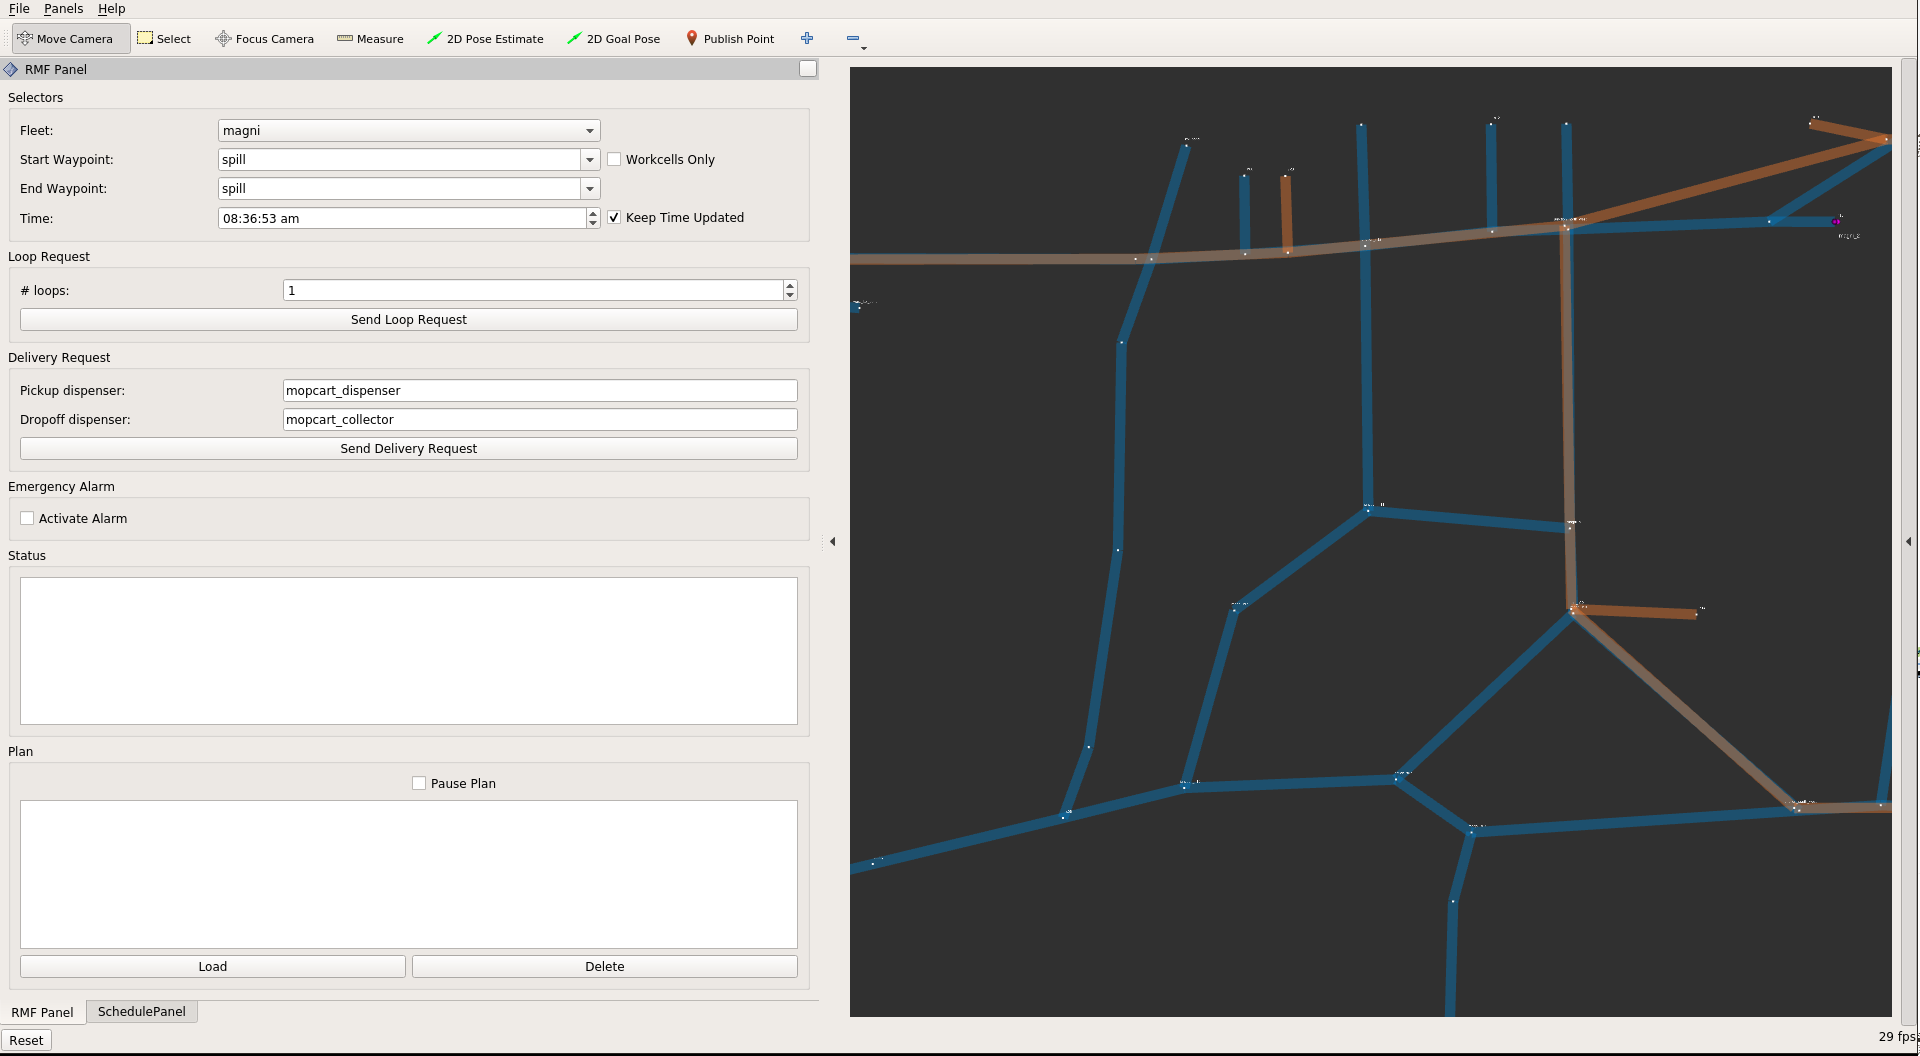 File Panels Help
Move Camera Select Focus Camera Measure 2D Pose Estimate 2D Goal Pose Publish Point
RMF Panel
Selectors
Fleet: magni
Start Waypoint: spill Workcells Only
End Waypoint: spill
Time: 08:36:53 am Keep Time Updated
Loop Request
# loops: 1
Send Loop Request
Delivery Request
Pickup dispenser: mopcart_dispenser
Dropoff dispenser: mopcart_collector
Send Delivery Request
Emergency Alarm
Activate Alarm
Status
Plan
Pause Plan
Load Delete
RMF Panel SchedulePanel
Reset
magni_2
29 fps